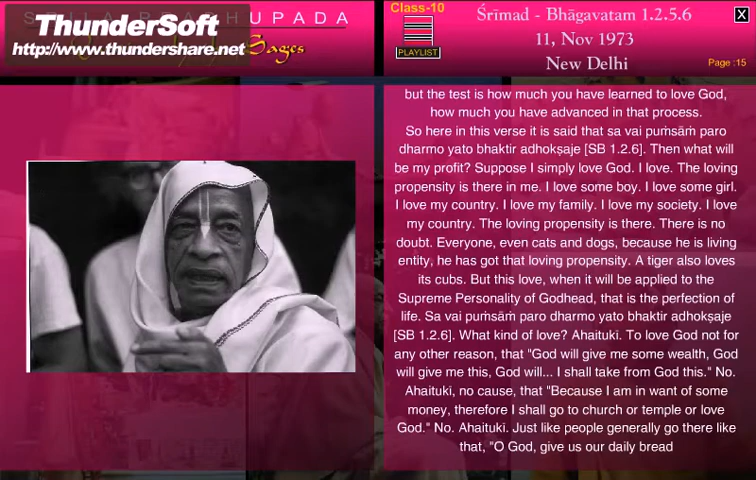 ThunderSoft
http://www.thundershare.net
UPADA
Sages
Class-10
PLAYLIST
Śrīmad - Bhāgavatam 1.2.5.6
11, Nov 1973
New Delhi
X
Page :15
but the test is how much you have learned to love God,
how much you have advanced in that process.
So here in this verse it is said that sa vai puṁsāṁ paro
dharmo yato bhaktir adhokṣaje [SB 1.2.6]. Then what will
be my profit? Suppose I simply love God. I love. The loving
propensity is there in me. I love some boy. I love some girl.
I love my country. I love my family. I love my society. I love
my country. The loving propensity is there. There is no
doubt. Everyone, even cats and dogs, because he is living
entity, he has got that loving propensity. A tiger also loves
its cubs. But this love, when it will be applied to the
Supreme Personality of Godhead, that is the perfection of
life. Sa vai puṁsāṁ paro dharmo yato bhaktir adhokṣaje
[SB 1.2.6]. What kind of love? Ahaitukī. To love God not for
any other reason, that "God will give me some wealth, God
will give me this, God will... I shall take from God this." No.
Ahaitukī, no cause, that "Because I am in want of some
money, therefore I shall go to church or temple or love
God." No. Ahaitukī. Just like people generally go there like
that, "O God, give us our daily bread